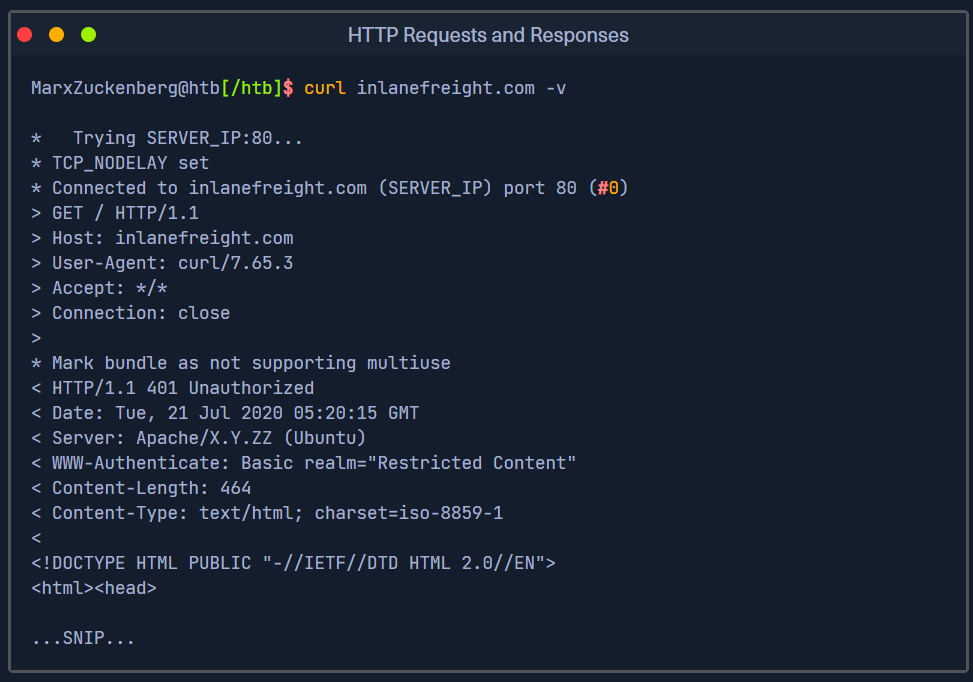 HTTP Requests and Responses
MarxZuckenberg@htb[/htb]$ curl inlanefreight.com -v
*   Trying SERVER_IP:80...
* TCP_NODELAY set
* Connected to inlanefreight.com (SERVER_IP) port 80 (#0)
> GET / HTTP/1.1
> Host: inlanefreight.com
> User-Agent: curl/7.65.3
> Accept: */*
> Connection: close
>
* Mark bundle as not supporting multiuse
< HTTP/1.1 401 Unauthorized
< Date: Tue, 21 Jul 2020 05:20:15 GMT
< Server: Apache/X.Y.ZZ (Ubuntu)
< WWW-Authenticate: Basic realm="Restricted Content"
< Content-Length: 464
< Content-Type: text/html; charset=iso-8859-1
<
<!DOCTYPE HTML PUBLIC "-//IETF//DTD HTML 2.0//EN">
<html><head>
...SNIP...